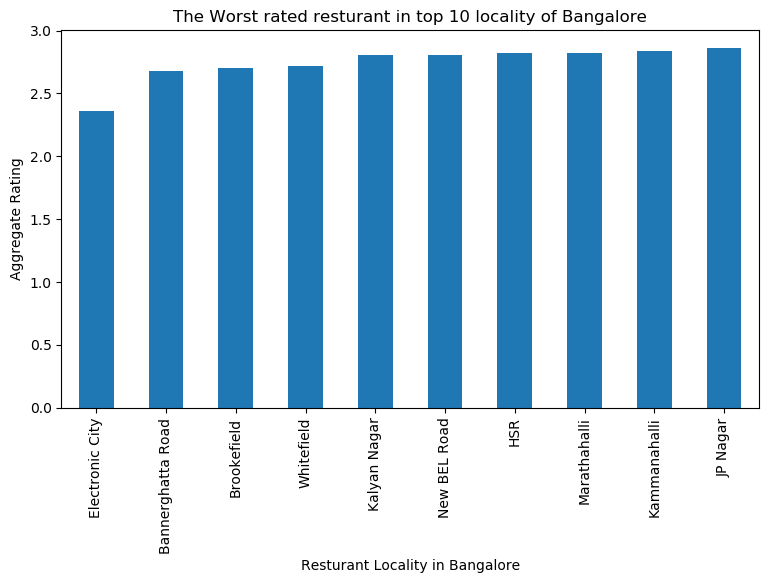 The Worst rated resturant in top 10 locality of Bangalore
3.0
2.5
2.0
1.5
1.0
0.5
0.0
Aggregate Rating
Electronic City
Bannerghatta Road
Brookefield
Whitefield
Kalyan Nagar
New BEL Road
HSR
Marathahalli
Kammanahalli
JP Nagar
Resturant Locality in Bangalore